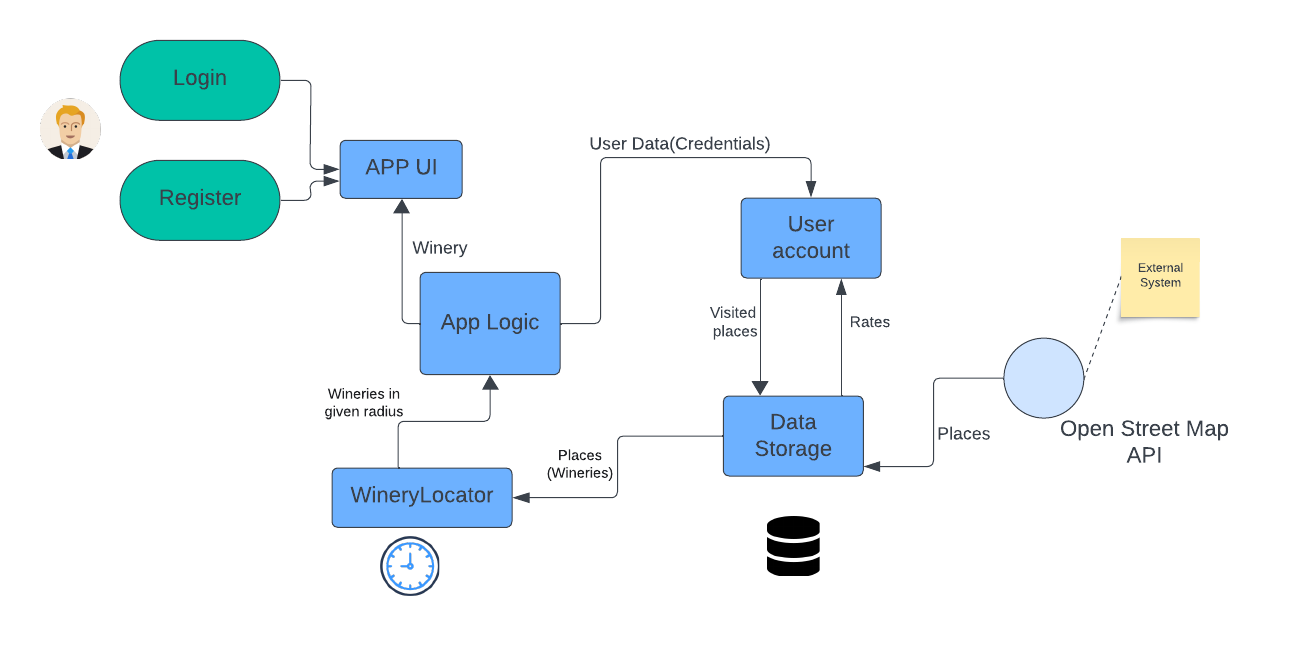 Login
Register
APP UI
User Data(Credentials)
Winery
User
account
External
System
App Logic
Visited
places
Rates
Wineries in
given radius
Data
Storage
Places
Open Street Map
API
Places
(Wineries)
WineryLocator